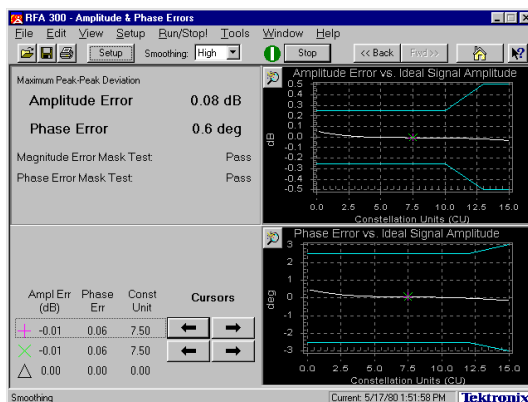 RFA 300 - Amplitude & Phase Errors
File Edit View Setup Run/Stop! Tools Window Help
Setup Smoothing: High Stop << Back Fwd >>
Maximum Peak-Peak Deviation
Amplitude Error 0.08 dB
Phase Error 0.6 deg
Magnitude Error Mask Test: Pass
Phase Error Mask Test: Pass
Amplitude Error vs. Ideal Signal Amplitude
0.5
0.4
0.3
0.2
0.1
0.0
-0.1
-0.2
-0.3
-0.4
-0.5
dB
0.0 2.5 5.0 7.5 10.0 12.5 15.0
Constellation Units (CU)
Phase Error vs. Ideal Signal Amplitude
3
2
1
0
-1
-2
-3
deg
0.0 2.5 5.0 7.5 10.0 12.5 15.0
Constellation Units (CU)
Ampl Err (dB) Phase Err Const Unit Cursors
-0.01 0.06 7.50
-0.01 0.06 7.50
0.00 0.00 0.00
Smoothing Current: 5/17/80 1:51:58 PM Tektronix